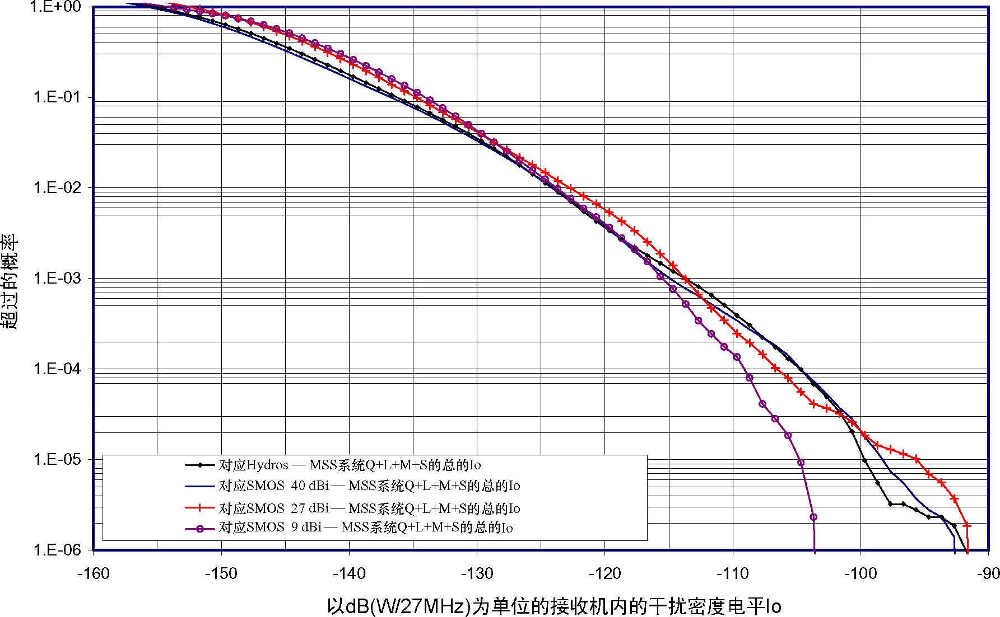 1.E+00
1.E-01
1.E-02
1.E-03
1.E-04
1.E-05
1.E-06
超过的概率
对应Hydros — MSS系统Q+L+M+S的总的Io
对应SMOS 40 dBi — MSS系统Q+L+M+S的总的Io
对应SMOS 27 dBi — MSS系统Q+L+M+S的总的Io
对应SMOS 9 dBi — MSS系统Q+L+M+S的总的Io
-160 -150 -140 -130 -120 -110 -100 -90
以dB(W/27MHz)为单位的接收机内的干扰密度电平Io